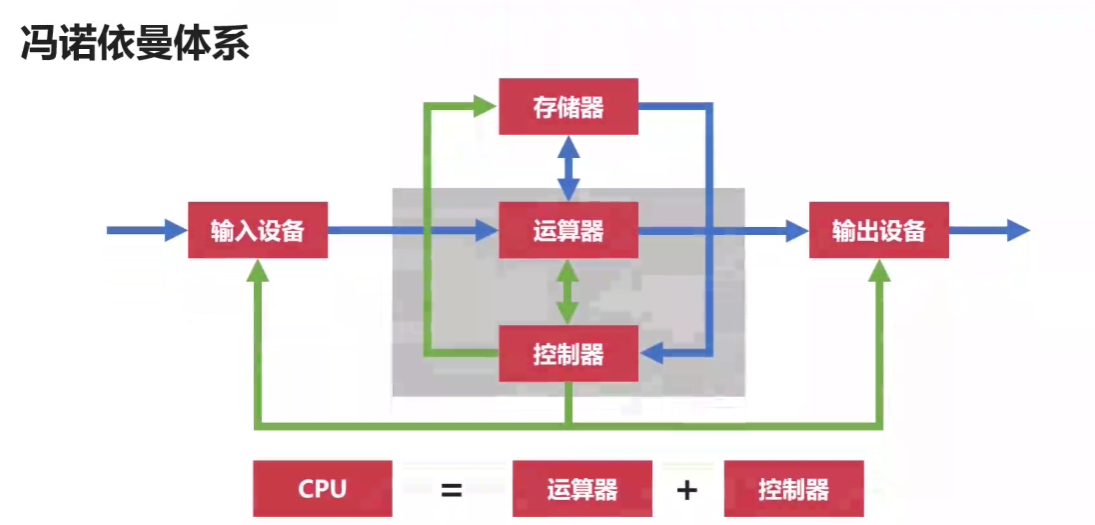 冯诺依曼体系
存储器
输入设备
运算器
输出设备
控制器
CPU = 运算器 + 控制器